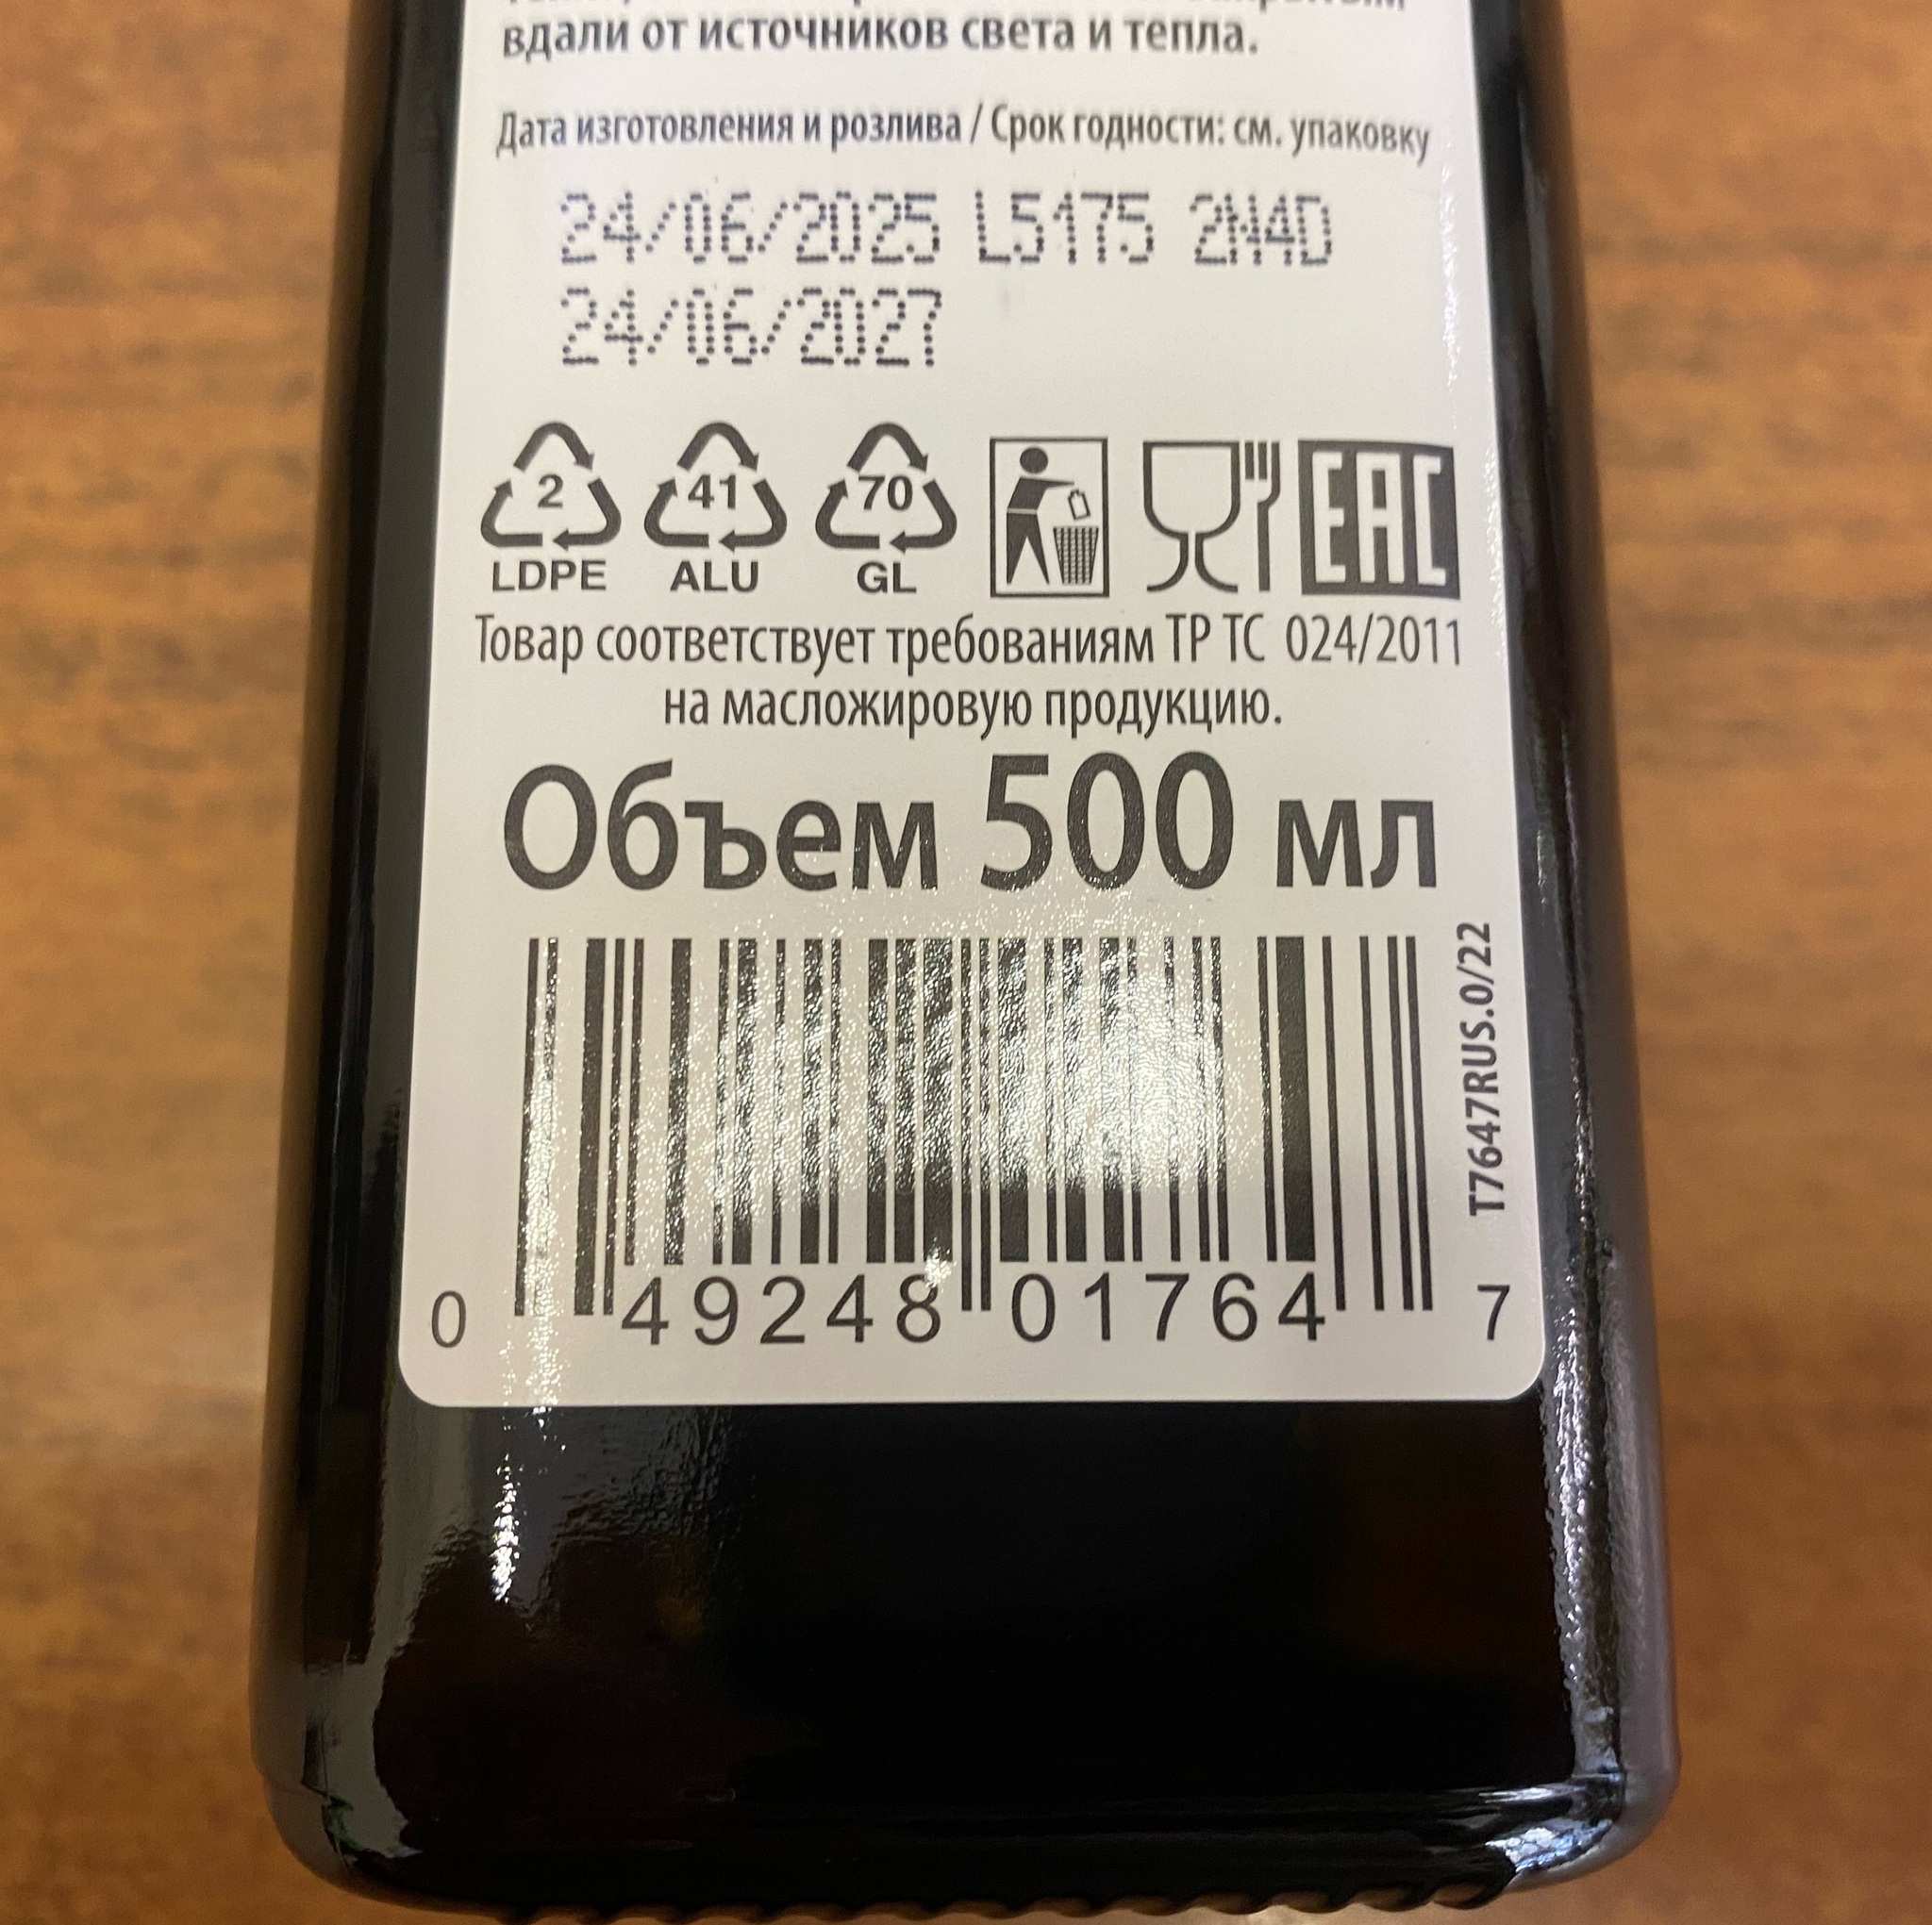 вдали от источников света и тепла.
Дата изготовления и розлива / Срок годности: см. упаковку
24/06/2025 L5175 2N4D
24/06/2027
2 41 70
LDPE ALU GL EAC
Товар соответствует требованиям ТР ТС 024/2011
на масложировую продукцию.
Объем 500 мл
T7647RUS.0/22
0 49248 01764 7